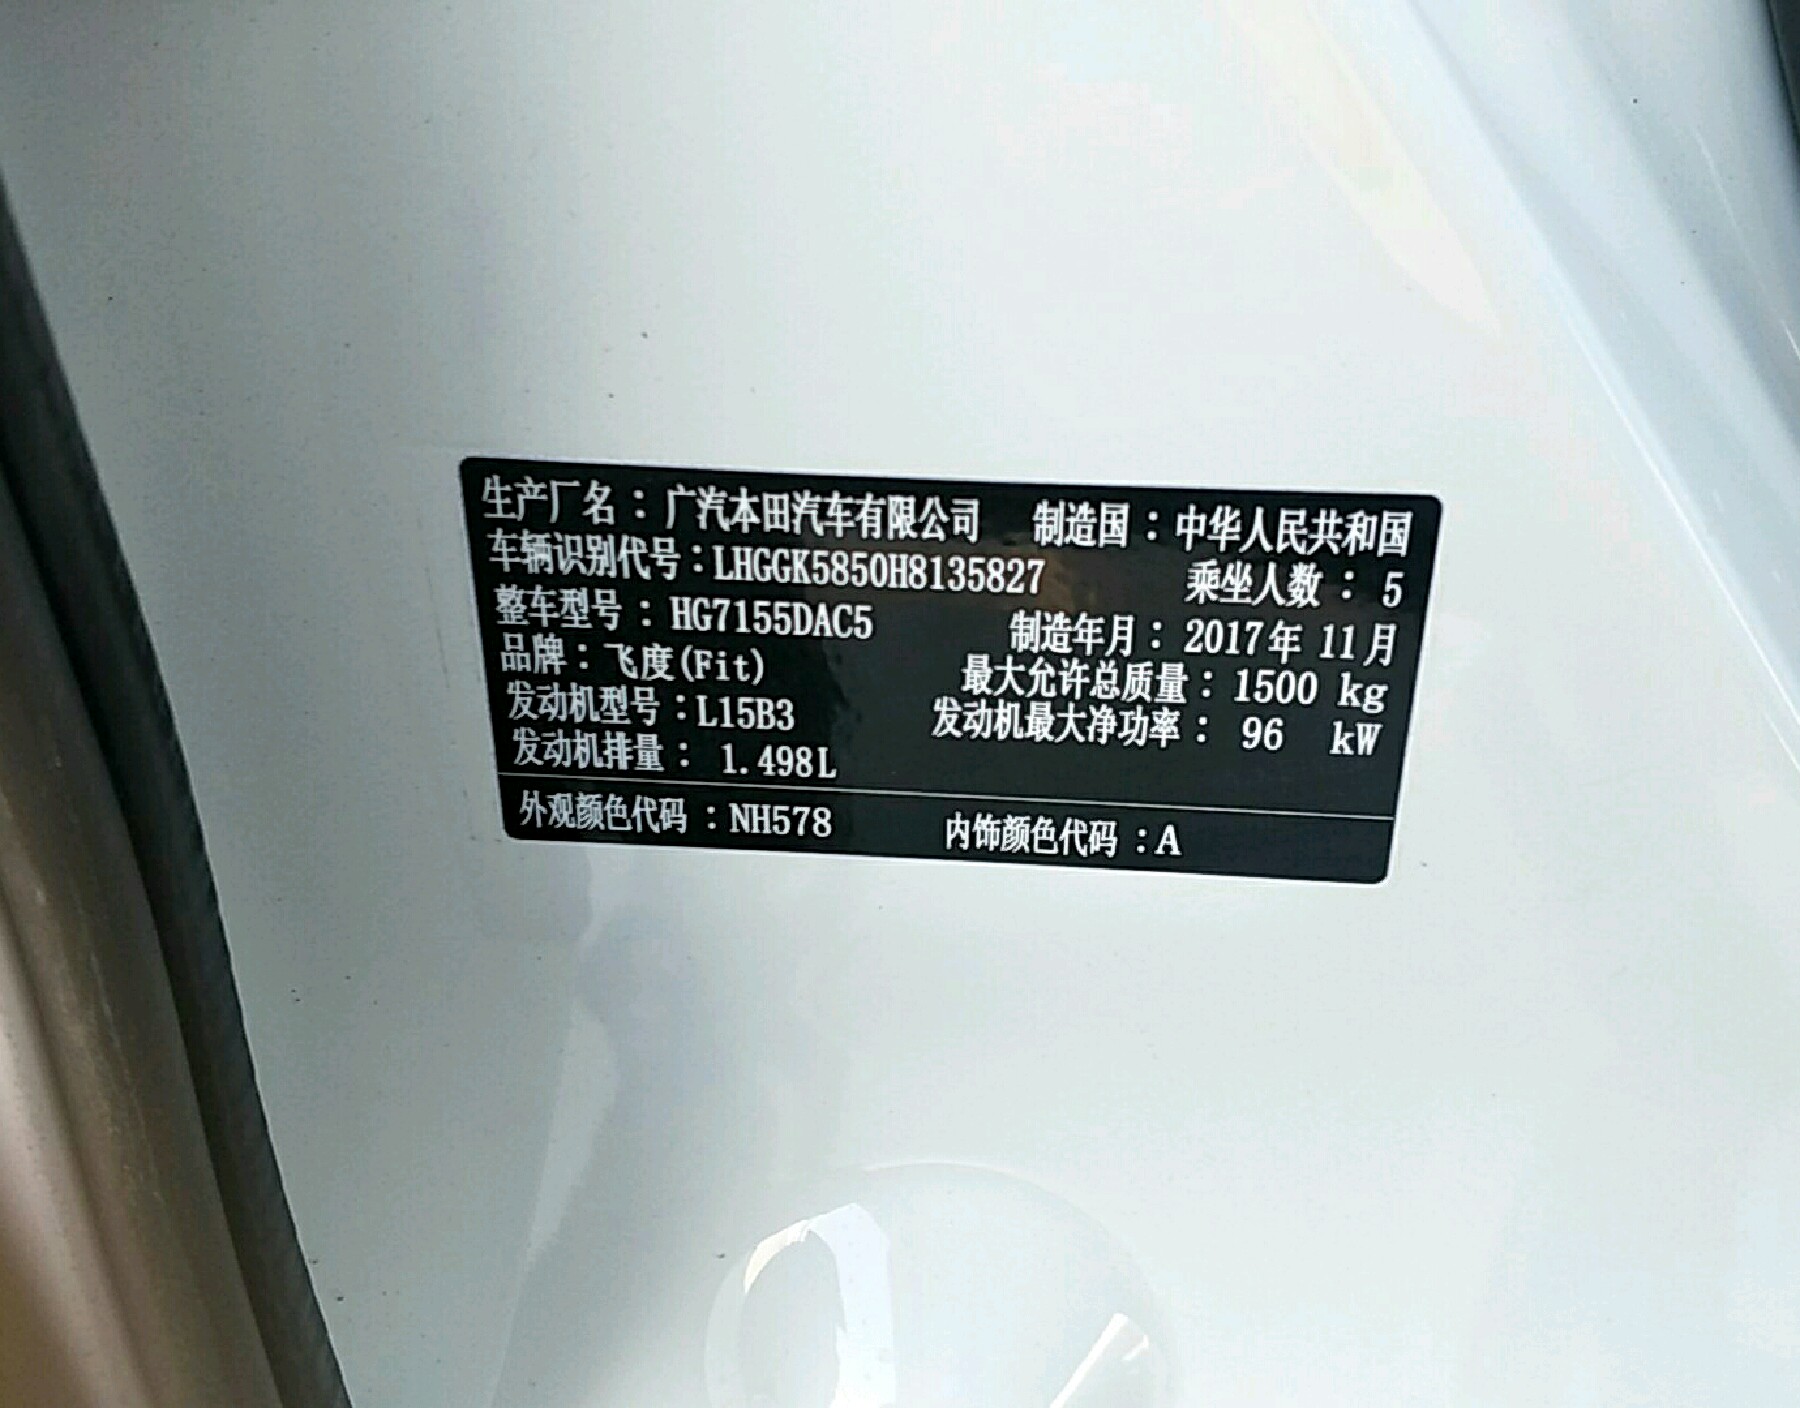 生产厂名：广汽本田汽车有限公司 制造国：中华人民共和国
车辆识别代号：LHGGK5850H8135827 乘坐人数：5
整车型号：HG7155DAC5 制造年月：2017年 11月
品牌：飞度(Fit) 最大允许总质量：1500 kg
发动机型号：L15B3 发动机最大净功率：96 kW
发动机排量：1.498L
外观颜色代码：NH578 内饰颜色代码：A